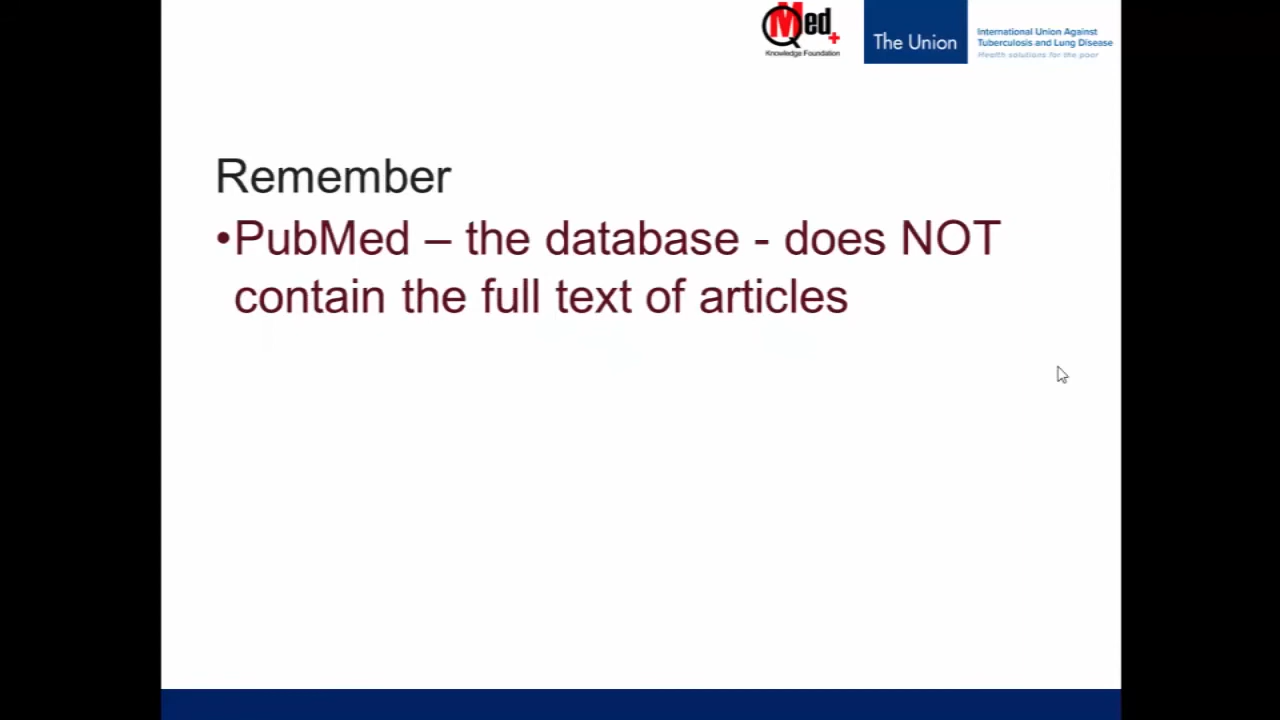 QMed+
Knowledge Foundation
The Union
International Union Against
Tuberculosis and Lung Disease
Health solutions for the poor
Remember
•PubMed – the database - does NOT
contain the full text of articles